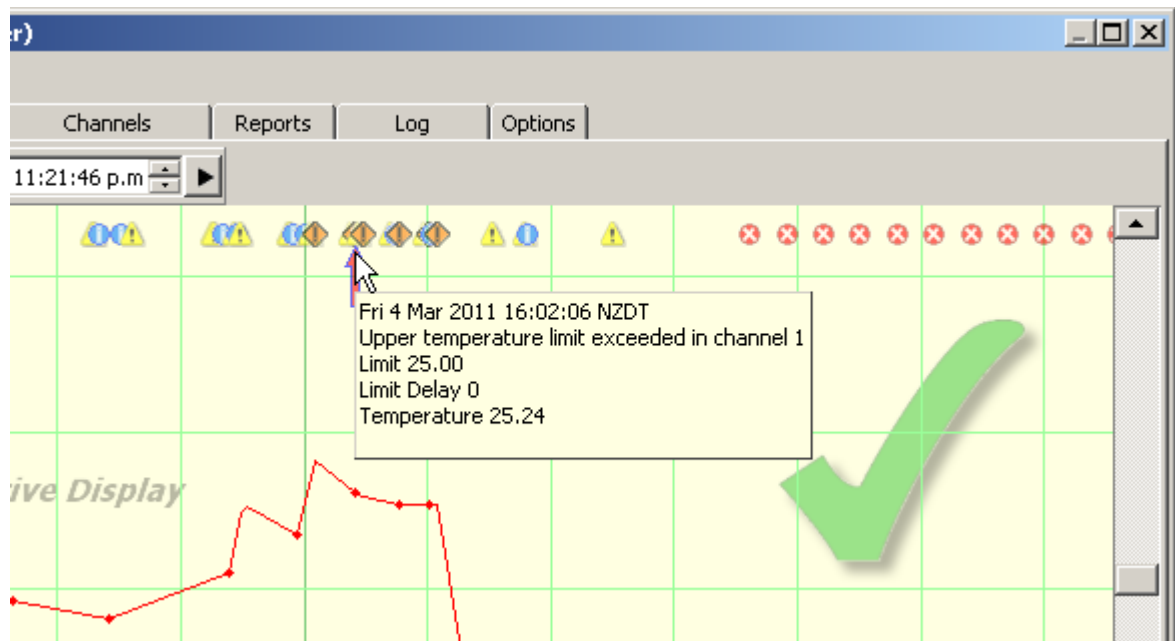 r)
Channels Reports Log Options
11:21:46 p.m
Fri 4 Mar 2011 16:02:06 NZDT
Upper temperature limit exceeded in channel 1
Limit 25.00
Limit Delay 0
Temperature 25.24
ive Display